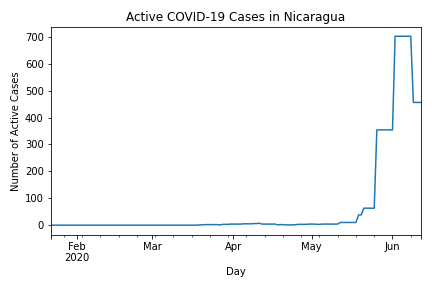 Active COVID-19 Cases in Nicaragua
Number of Active Cases
700
600
500
400
300
200
100
0
Feb
2020
Mar
Apr
May
Jun
Day